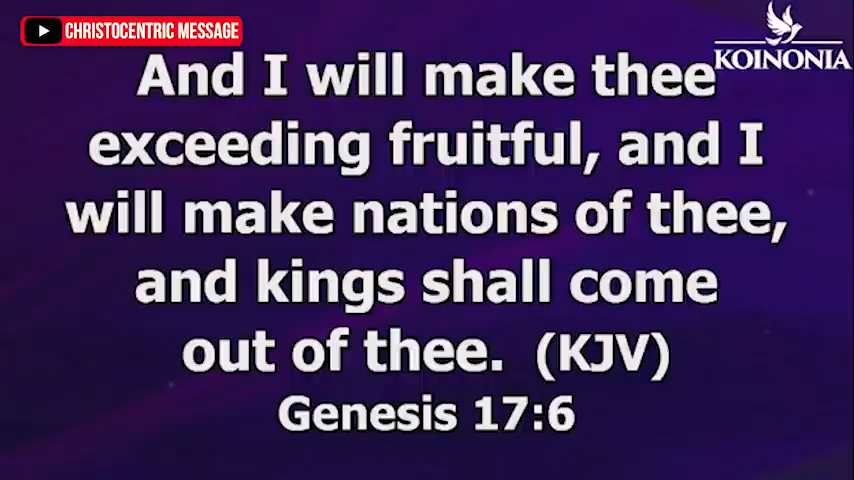 CHRISTOCENTRIC MESSAGE
KOINONIA
And I will make thee
exceeding fruitful, and I
will make nations of thee,
and kings shall come
out of thee. (KJV)
Genesis 17:6